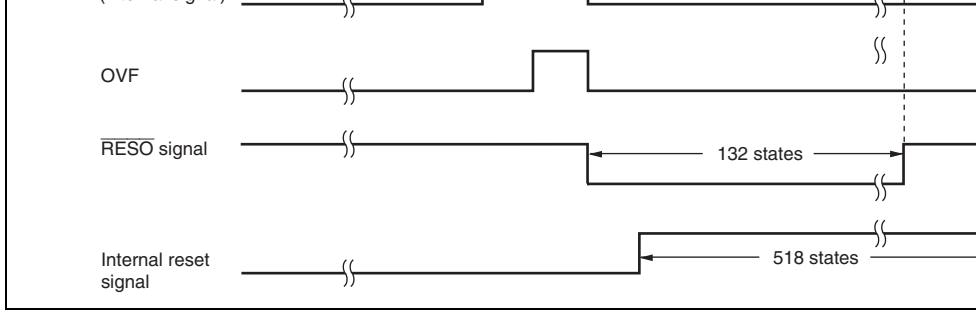 OVF
RESO signal
132 states
Internal reset
signal
518 states